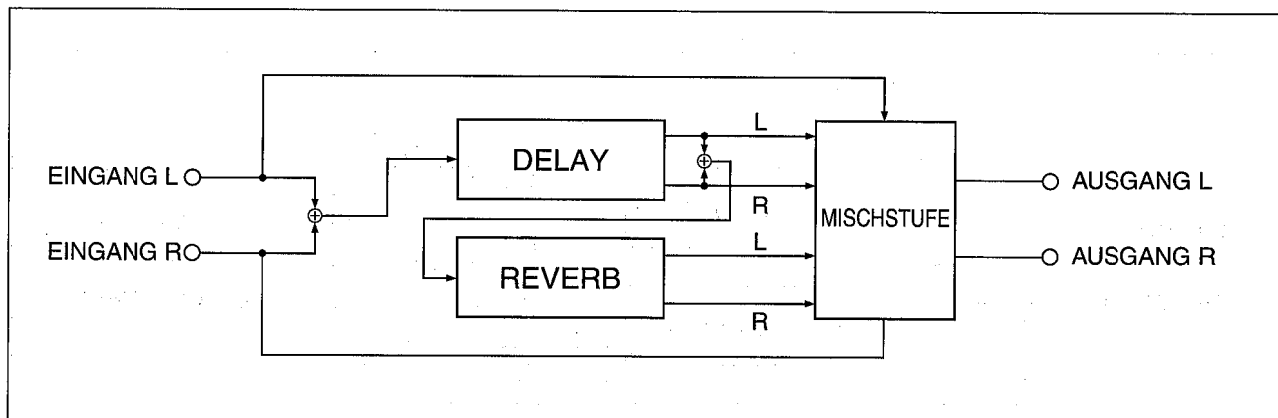 L
DELAY
EINGANG L
AUSGANG L
R
MISCHSTUFE
EINGANG R
L
AUSGANG R
REVERB
R